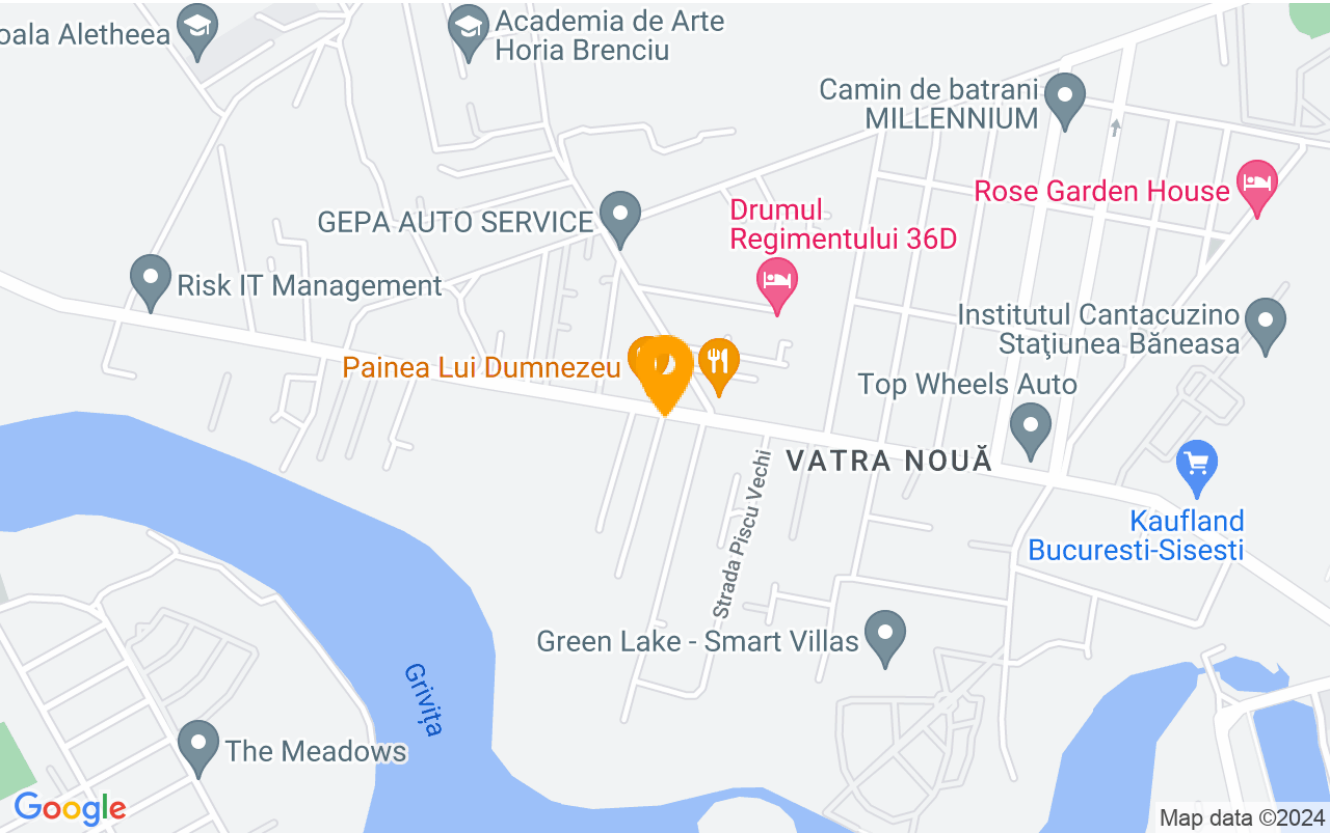 oala Aletheea
Academia de Arte
Horia Brenciu
Camin de batrani
MILLENNIUM
Rose Garden House
Drumul
Regimentului 36D
GEPA AUTO SERVICE
Risk IT Management
Institutul Cantacuzino
Staţiunea Băneasa
Painea Lui Dumnezeu
Top Wheels Auto
VATRA NOUĂ
Strada Piscu Vechi
Kaufland
Bucuresti-Sisesti
Green Lake - Smart Villas
Grivița
The Meadows
Google
Map data ©2024